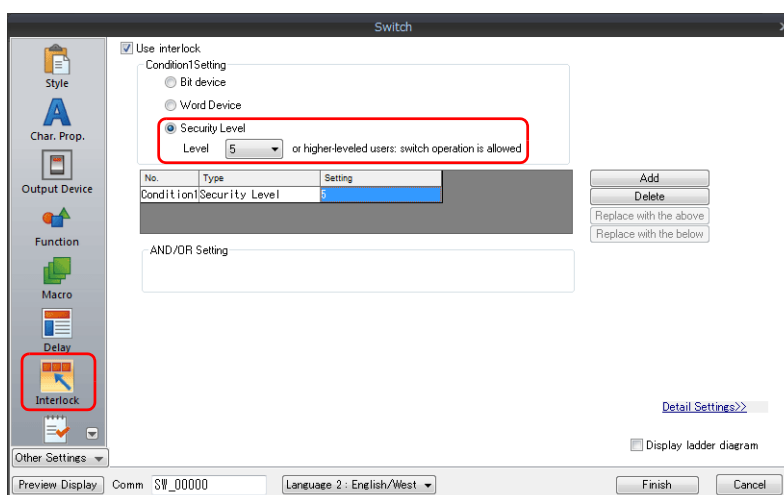 Switch
Style
Char. Prop.
Output Device
Function
Macro
Delay
Interlock
Other Settings
Use interlock
Condition1Setting
Bit device
Word Device
Security Level
Level 5 or higher-leveled users: switch operation is allowed
No. Type Setting
Condition1 Security Level 5
Add
Delete
Replace with the above
Replace with the below
AND/OR Setting
Detail Settings>>
Display ladder diagram
Preview Display Comm SW_00000 Language 2 : English/West Finish Cancel